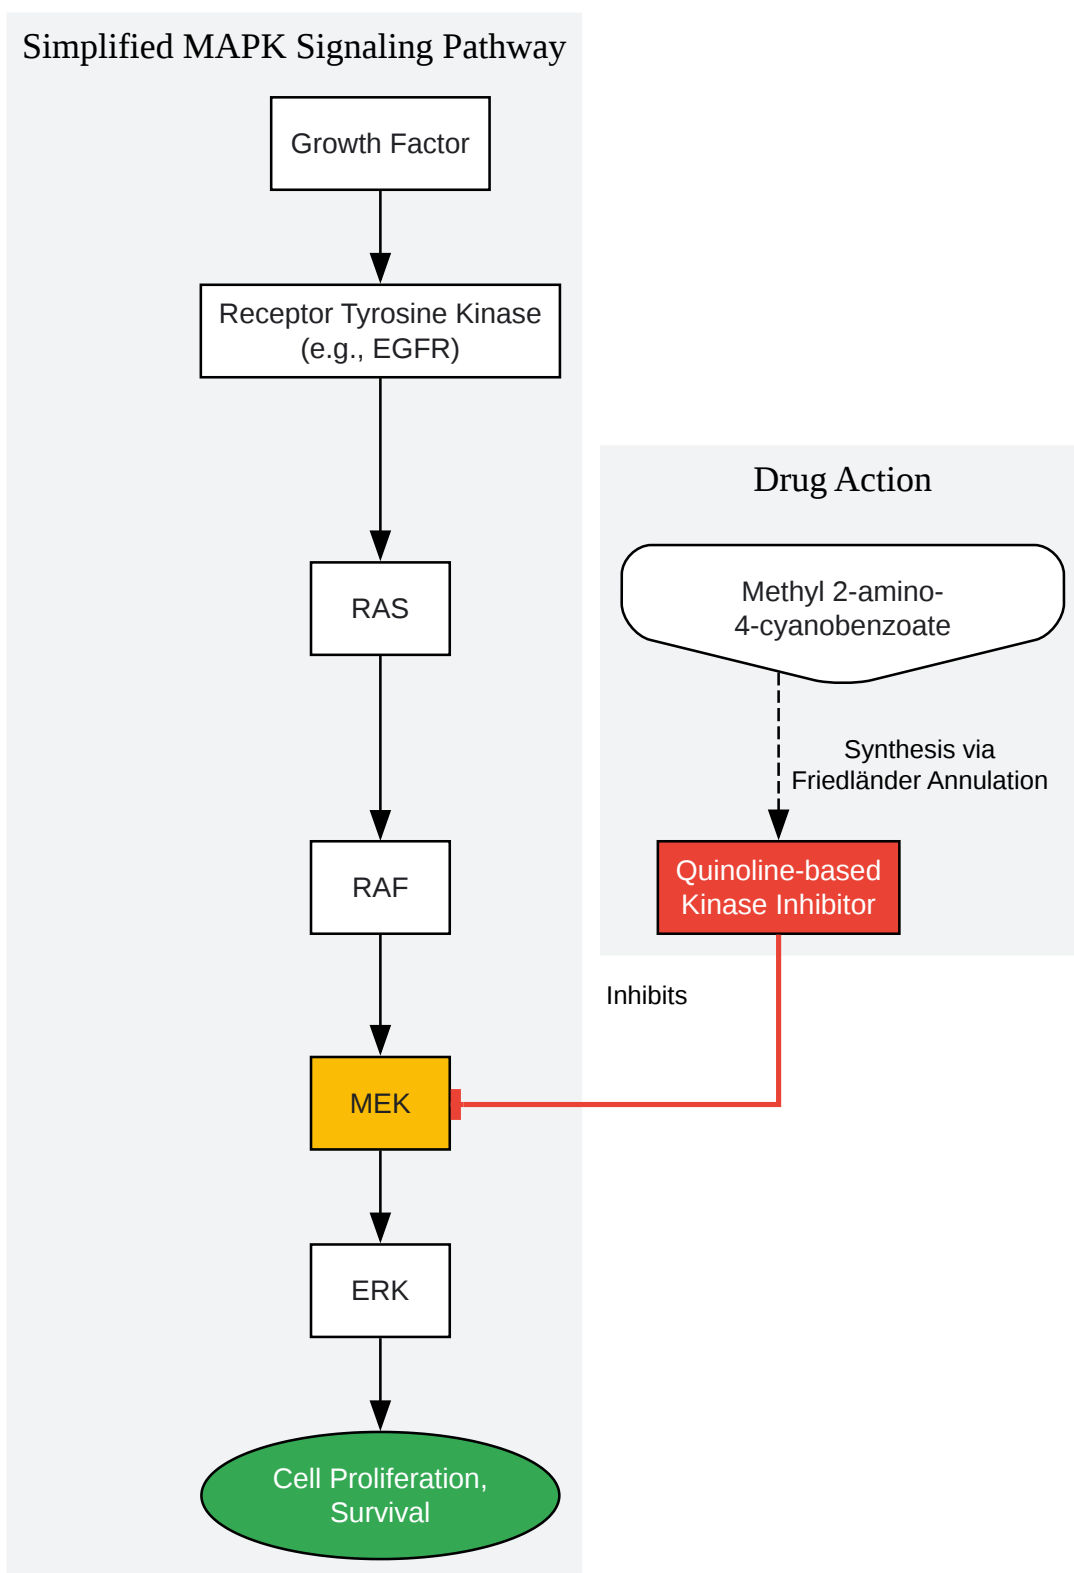 Simplified MAPK Signaling Pathway
Growth Factor
Receptor Tyrosine Kinase
(e.g., EGFR)
RAS
RAF
MEK
ERK
Cell Proliferation,
Survival
Drug Action
Methyl 2-amino-
4-cyanobenzoate
Synthesis via
Friedländer Annulation
Quinoline-based
Kinase Inhibitor
Inhibits